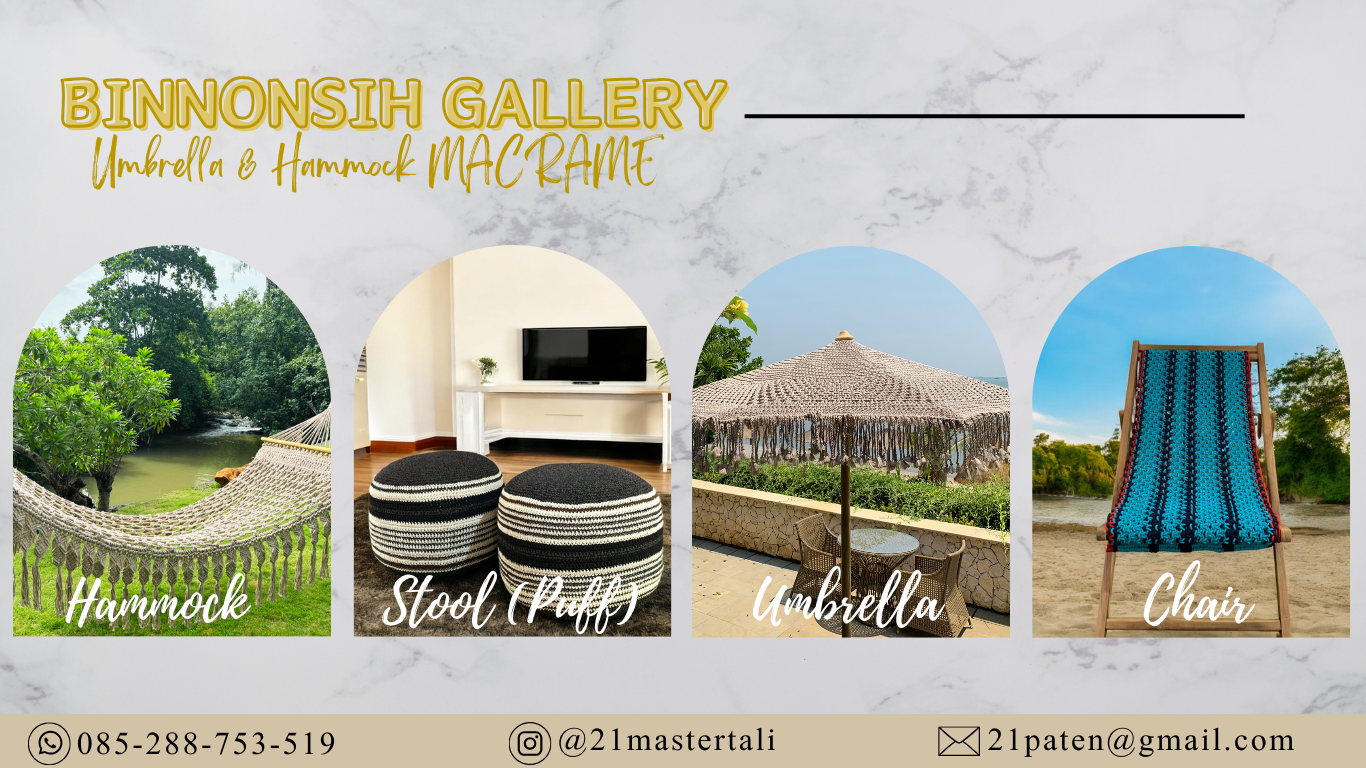 BINNONSIH GALLERY
Umbrella & Hammock MACRAME
Hammock
Stool (Puff)
Umbrella
Chair
085-288-753-519
@21mastertali
21paten@gmail.com